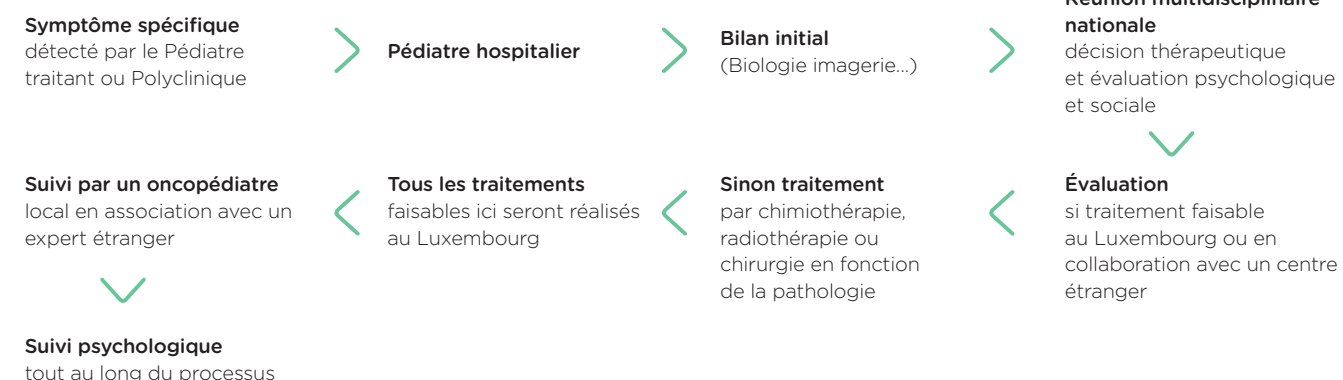 Symptôme spécifique
détecté par le Pédiatre
traitant ou Polyclinique
Pédiatre hospitalier
Bilan initial
(Biologie imagerie...)
Réunion multidisciplinaire
nationale
décision thérapeutique
et évaluation psychologique
et sociale
Évaluation
si traitement faisable
au Luxembourg ou en
collaboration avec un centre
étranger
Sinon traitement
par chimiothérapie,
radiothérapie ou
chirurgie en fonction
de la pathologie
Tous les traitements
faisables ici seront réalisés
au Luxembourg
Suivi par un oncopédiatre
local en association avec un
expert étranger
Suivi psychologique
tout au long du processus